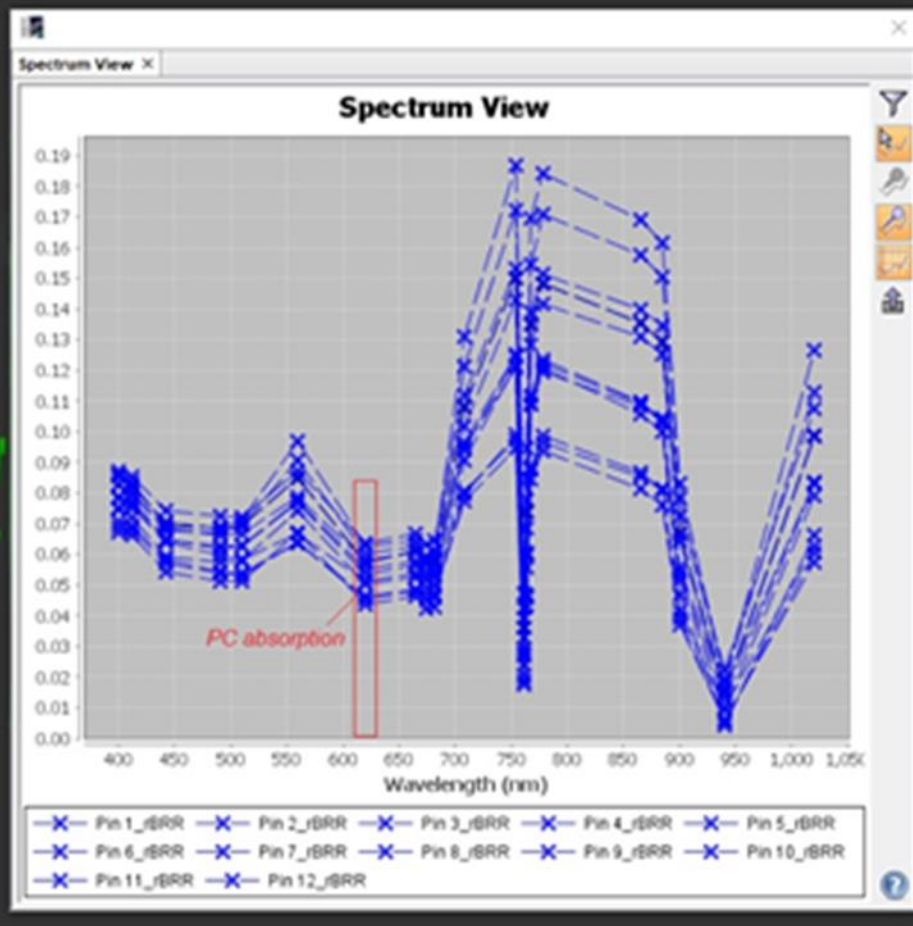 Spectrum View
Spectrum View
0.19
0.18
0.17
0.16
0.15
0.14
0.13
0.12
0.11
0.10
0.09
0.08
0.07
0.06
0.05
0.04
0.03
0.02
0.01
0.00
PC absorption
400 450 500 550 600 650 700 750 800 850 900 950 1,000 1,05
Wavelength (nm)
Pin 1_rBRR Pin 2_rBRR Pin 3_rBRR Pin 4_rBRR Pin 5_rBRR
Pin 6_rBRR Pin 7_rBRR Pin 8_rBRR Pin 9_rBRR Pin 10_rBRR
Pin 11_rBRR Pin 12_rBRR